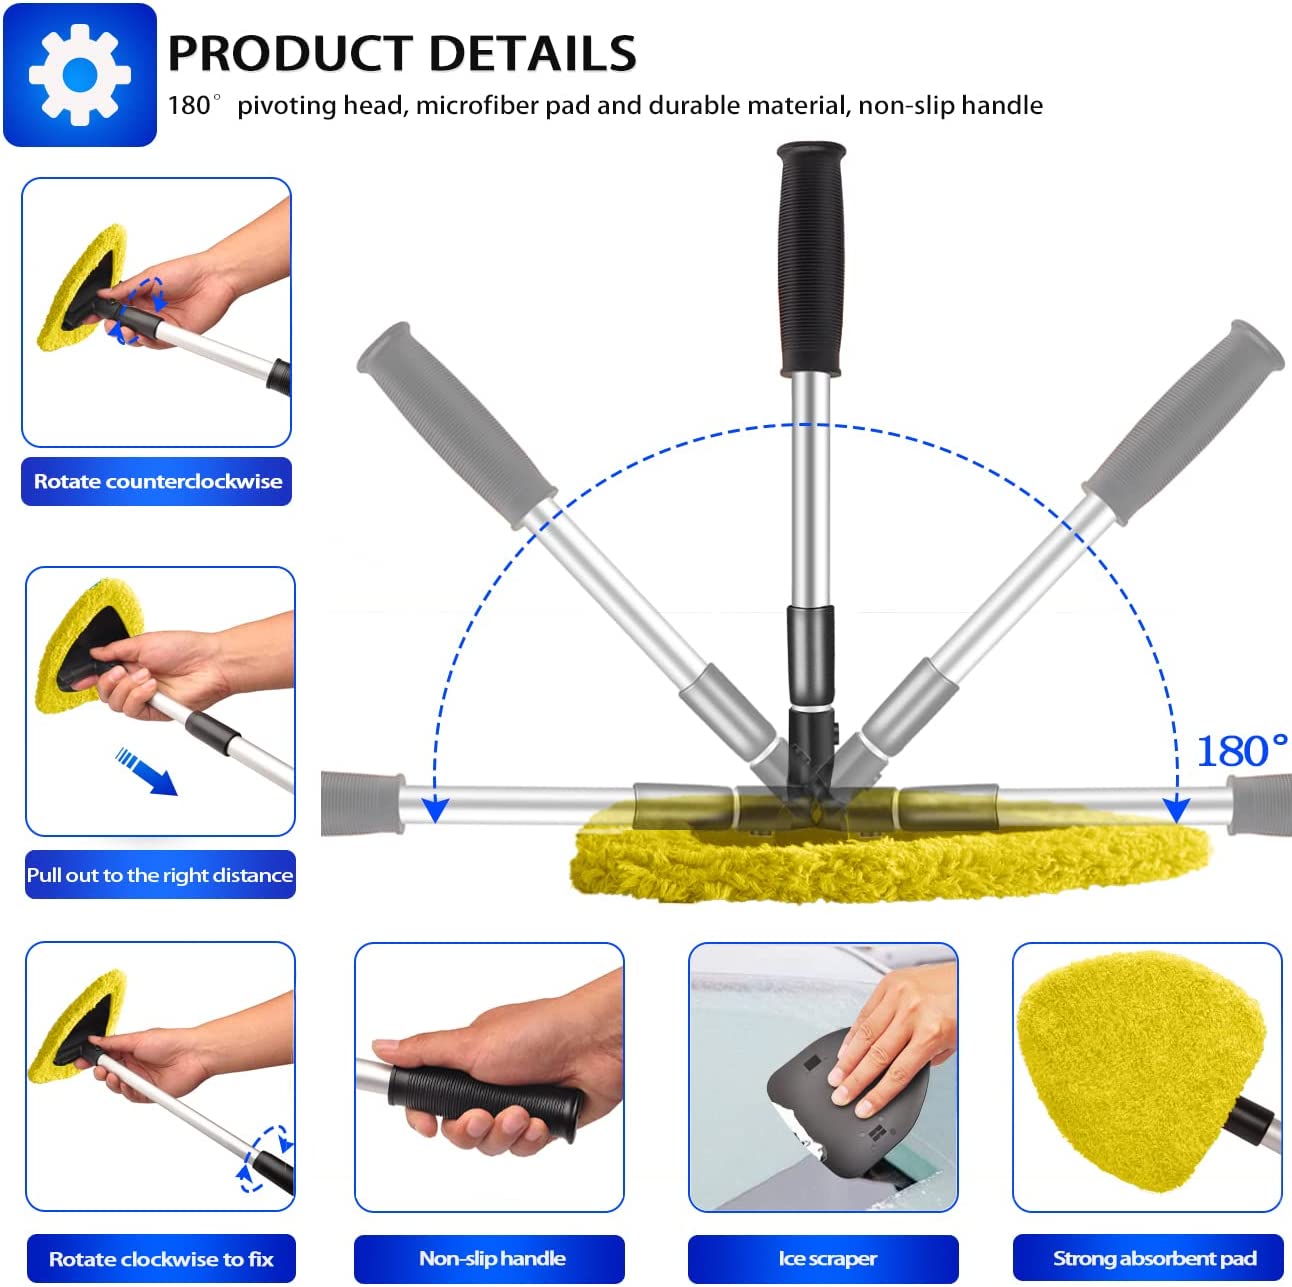 PRODUCT DETAILS
180° pivoting head, microfiber pad and durable material, non-slip handle
Rotate counterclockwise
180°
Pull out to the right distance
Rotate clockwise to fix
Non-slip handle
Ice scraper
Strong absorbent pad